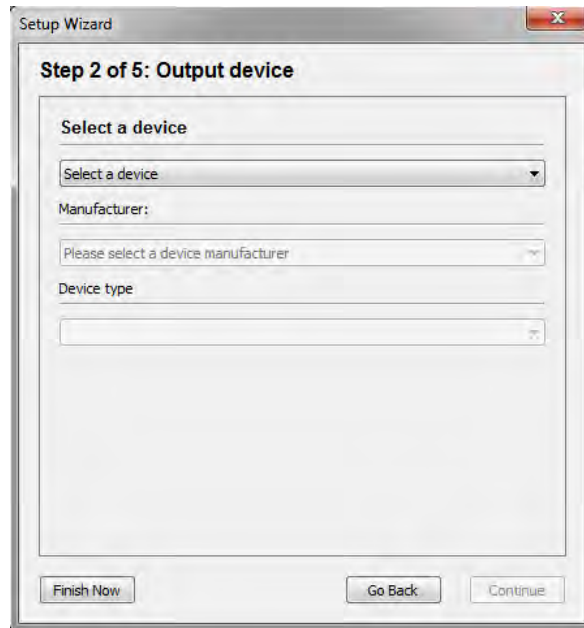 Setup Wizard
Step 2 of 5: Output device
Select a device
Select a device
Manufacturer:
Please select a device manufacturer
Device type
Finish Now
Go Back
Continue